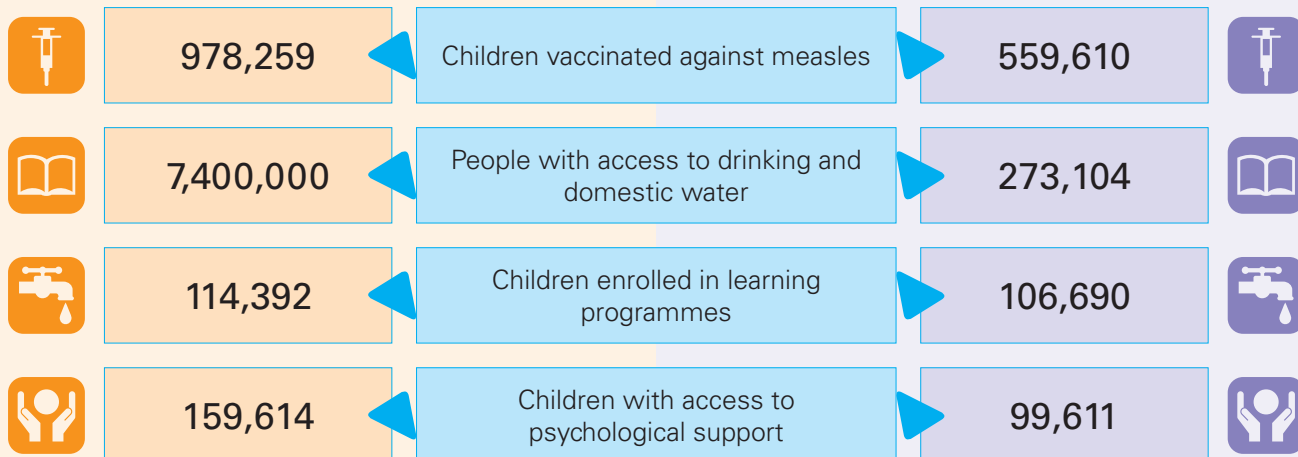 978,259
Children vaccinated against measles
559,610
7,400,000
People with access to drinking and
domestic water
273,104
114,392
Children enrolled in learning
programmes
106,690
159,614
Children with access to
psychological support
99,611